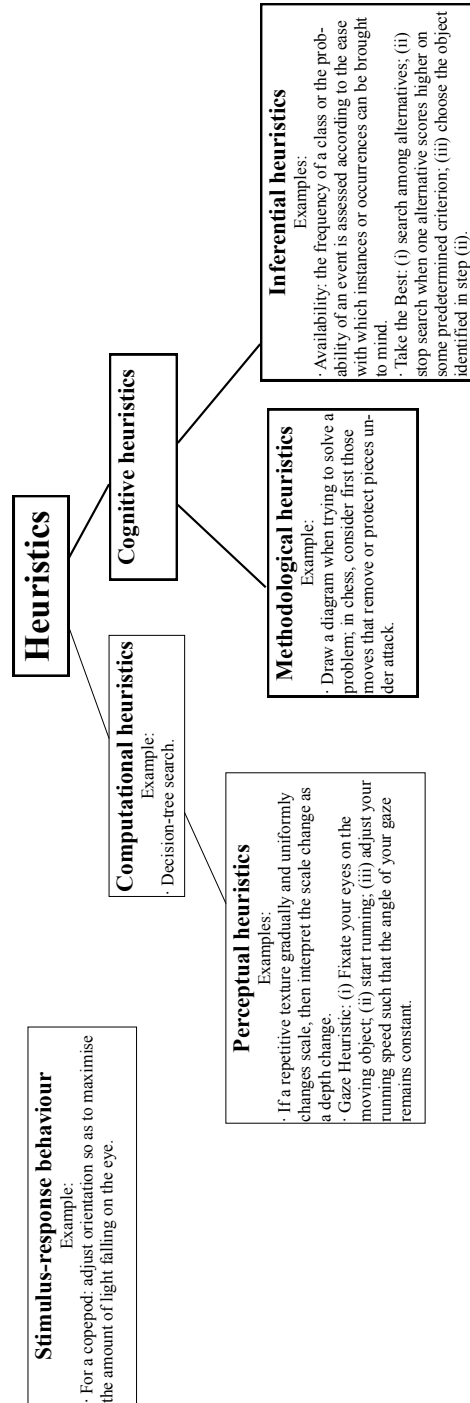 Heuristics
Stimulus-response behaviour
Example:
· For a copepod: adjust orientation so as to maximise
the amount of light falling on the eye.
Computational heuristics
Example:
· Decision-tree search.
Cognitive heuristics
Perceptual heuristics
Examples:
· If a repetitive texture gradually and uniformly
changes scale, then interpret the scale change as
a depth change.
· Gaze Heuristic: (i) Fixate your eyes on the
moving object; (ii) start running; (iii) adjust your
running speed such that the angle of your gaze
remains constant.
Methodological heuristics
Example:
· Draw a diagram when trying to solve a
problem; in chess, consider first those
moves that remove or protect pieces un-
der attack.
Inferential heuristics
Examples:
· Availability: the frequency of a class or the prob-
ability of an event is assessed according to the ease
with which instances or occurrences can be brought
to mind.
· Take the Best: (i) search among alternatives; (ii)
stop search when one alternative scores higher on
some predetermined criterion; (iii) choose the object
identified in step (ii).